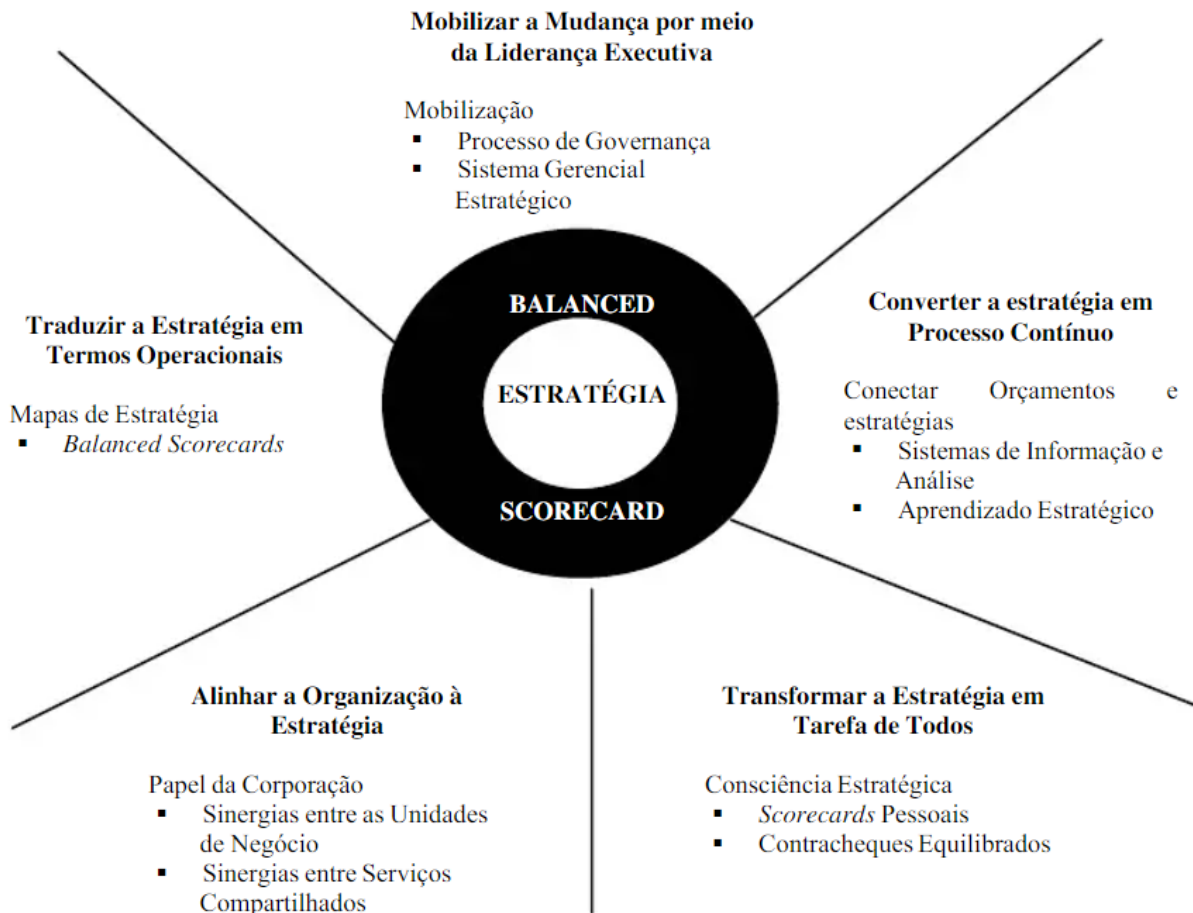 Mobilizar a Mudança por meio
da Liderança Executiva
Mobilização
▪ Processo de Governança
▪ Sistema Gerencial
Estratégico
Traduzir a Estratégia em
Termos Operacionais
Mapas de Estratégia
▪ Balanced Scorecards
BALANCED
ESTRATÉGIA
SCORECARD
Converter a estratégia em
Processo Contínuo
Conectar Orçamentos e
estratégias
▪ Sistemas de Informação e
Análise
▪ Aprendizado Estratégico
Alinhar a Organização à
Estratégia
Papel da Corporação
▪ Sinergias entre as Unidades
de Negócio
▪ Sinergias entre Serviços
Compartilhados
Transformar a Estratégia em
Tarefa de Todos
Consciência Estratégica
▪ Scorecards Pessoais
▪ Contracheques Equilibrados